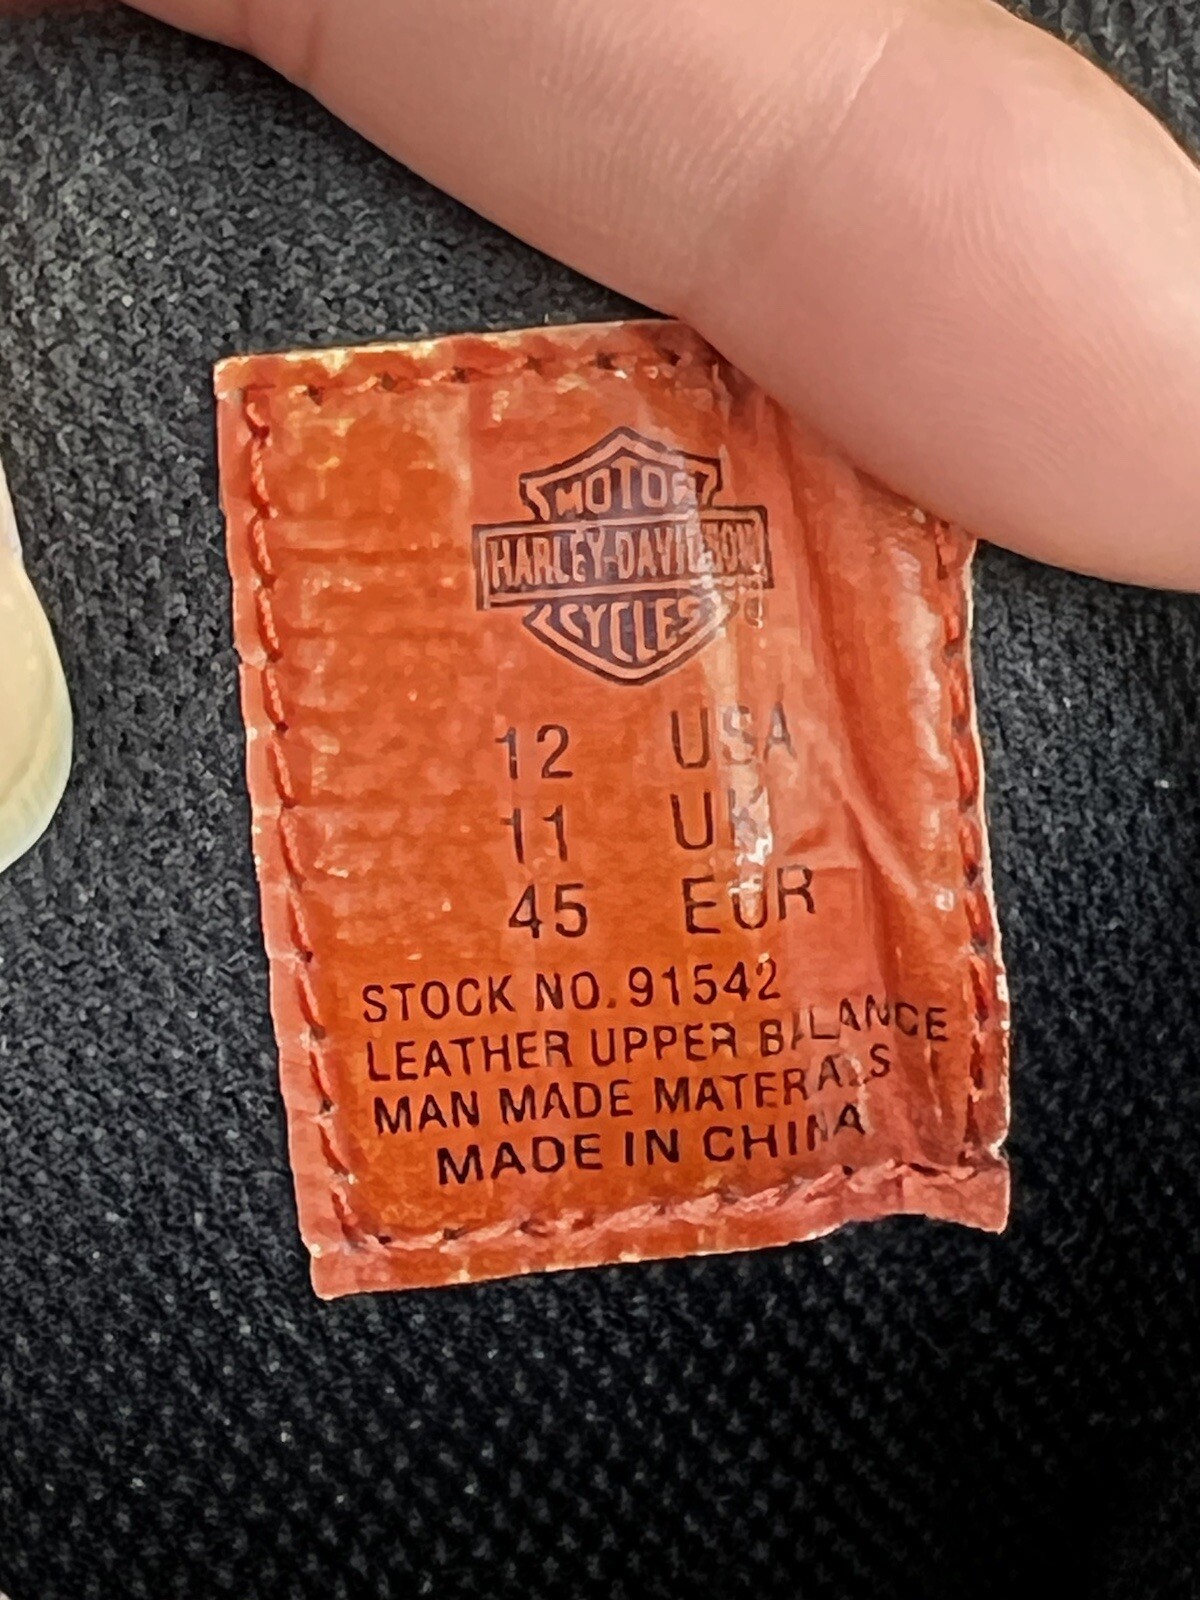 MOTOR
HARLEY-DAVIDSON
CYCLES
12 USA
11 UK
45 EUR
STOCK NO. 91542
LEATHER UPPER BALANCE
MAN MADE MATERIALS
MADE IN CHINA